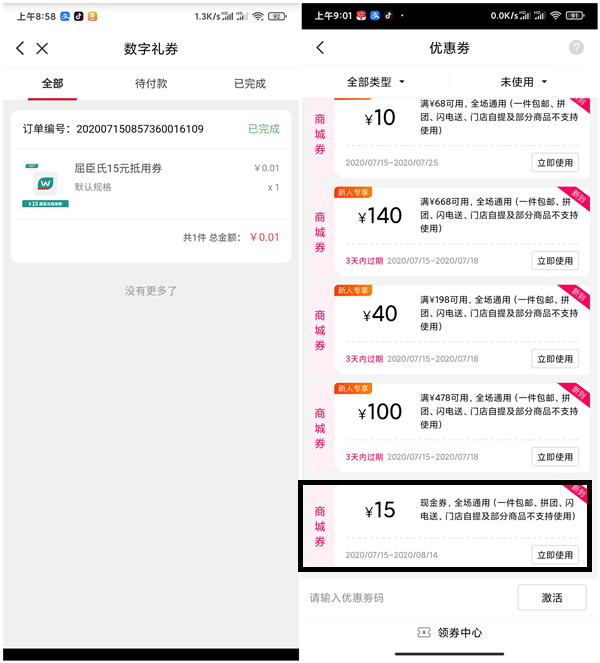 上午8:58
1.3K/s
92
数字礼券
全部
待付款
已完成
订单编号：202007150857360016109
已完成
屈臣氏15元抵用券
￥0.01
默认规格
x 1
￥15 屈臣氏抵用券
共1件 总金额：￥0.01
没有更多了
上午9:01
0.0K/s
91
优惠券
?
全部类型
未使用
商城券
¥10
满¥68可用，全场通用（一件包邮、拼
团、闪电送、门店自提及部分商品不支持
使用）
新到
2020/07/15-2020/07/25
立即使用
新人专享
商城券
¥140
满¥668可用，全场通用（一件包邮、拼
团、闪电送、门店自提及部分商品不支持
使用）
新到
3天内过期 2020/07/15-2020/07/18
立即使用
新人专享
商城券
¥40
满¥198可用，全场通用（一件包邮、拼
团、闪电送、门店自提及部分商品不支持
使用）
新到
3天内过期 2020/07/15-2020/07/18
立即使用
新人专享
商城券
¥100
满¥478可用，全场通用（一件包邮、拼
团、闪电送、门店自提及部分商品不支持
使用）
新到
3天内过期 2020/07/15-2020/07/18
立即使用
商城券
¥15
现金券，全场通用（一件包邮、拼团、闪
电送、门店自提及部分商品不支持使用）
新到
2020/07/15-2020/08/14
立即使用
请输入优惠券码
激活
领券中心